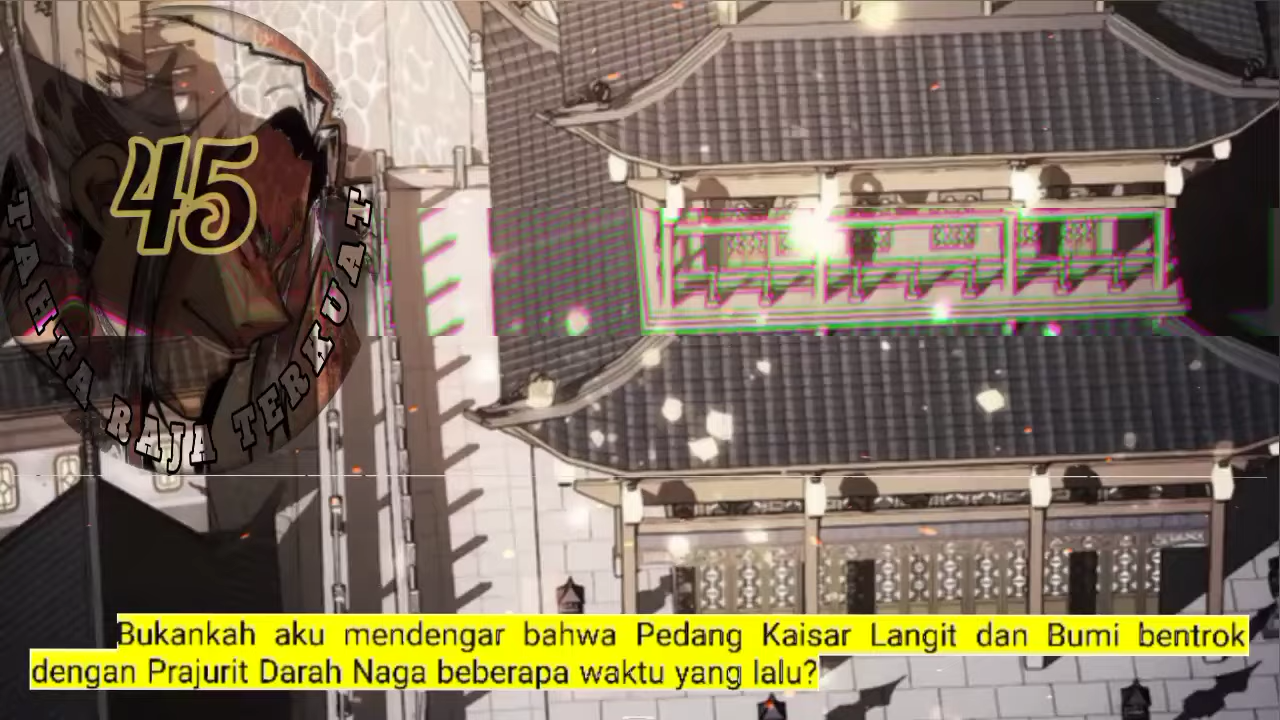 45
TAHTA RAJA TERKUAT
Bukankah aku mendengar bahwa Pedang Kaisar Langit dan Bumi bentrok
dengan Prajurit Darah Naga beberapa waktu yang lalu?